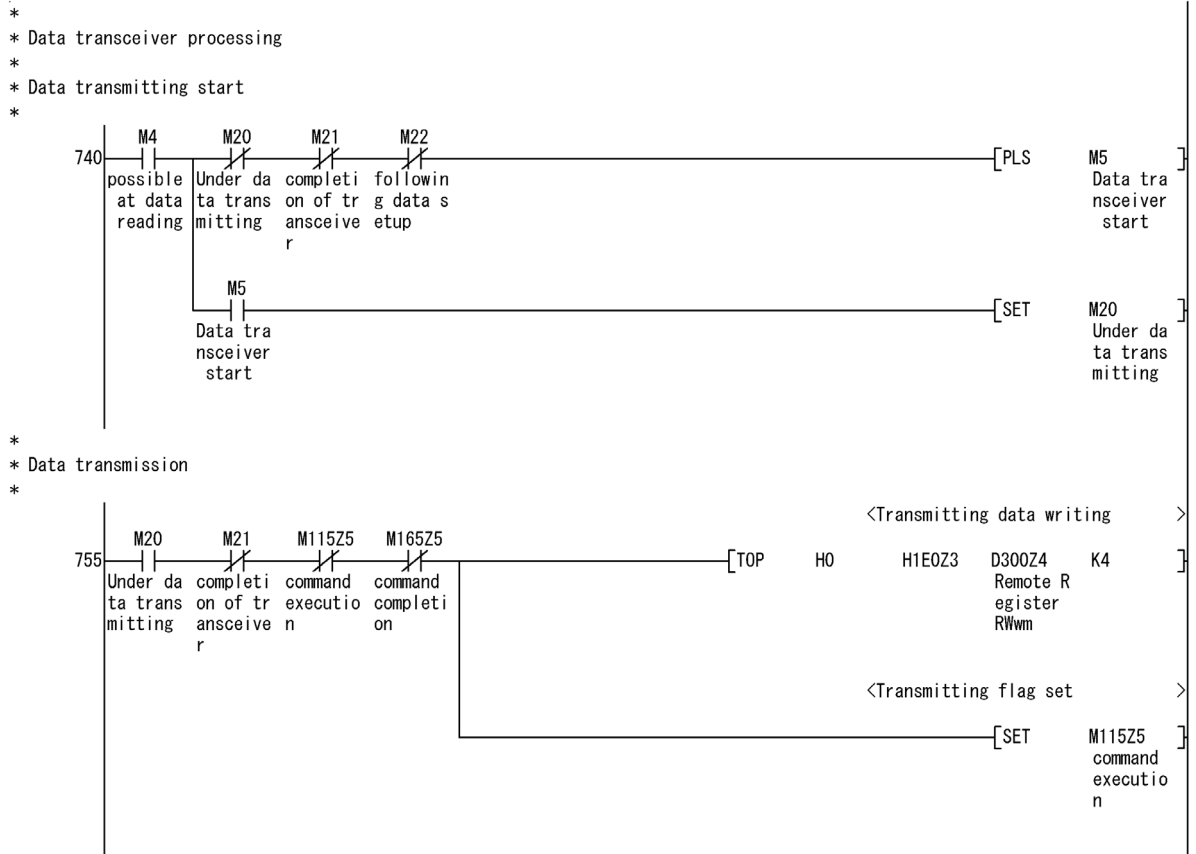 *
* Data transceiver processing
*
* Data transmitting start
*
M4 M20 M21 M22
740 PLS M5
possible Under da completi followin Data tra
at data ta trans on of tr g data s nsceiver
reading mitting ansceive etup start
r
M5
SET M20
Data tra Under da
nsceiver ta trans
start mitting
*
* Data transmission
*
<Transmitting data writing >
M20 M21 M115Z5 M165Z5
755 TOP H0 H1E0Z3 D300Z4 K4
Under da completi command command Remote R
ta trans on of tr executio completi egister
mitting ansceive n on RWwm
r
<Transmitting flag set >
SET M115Z5
command
executio
n